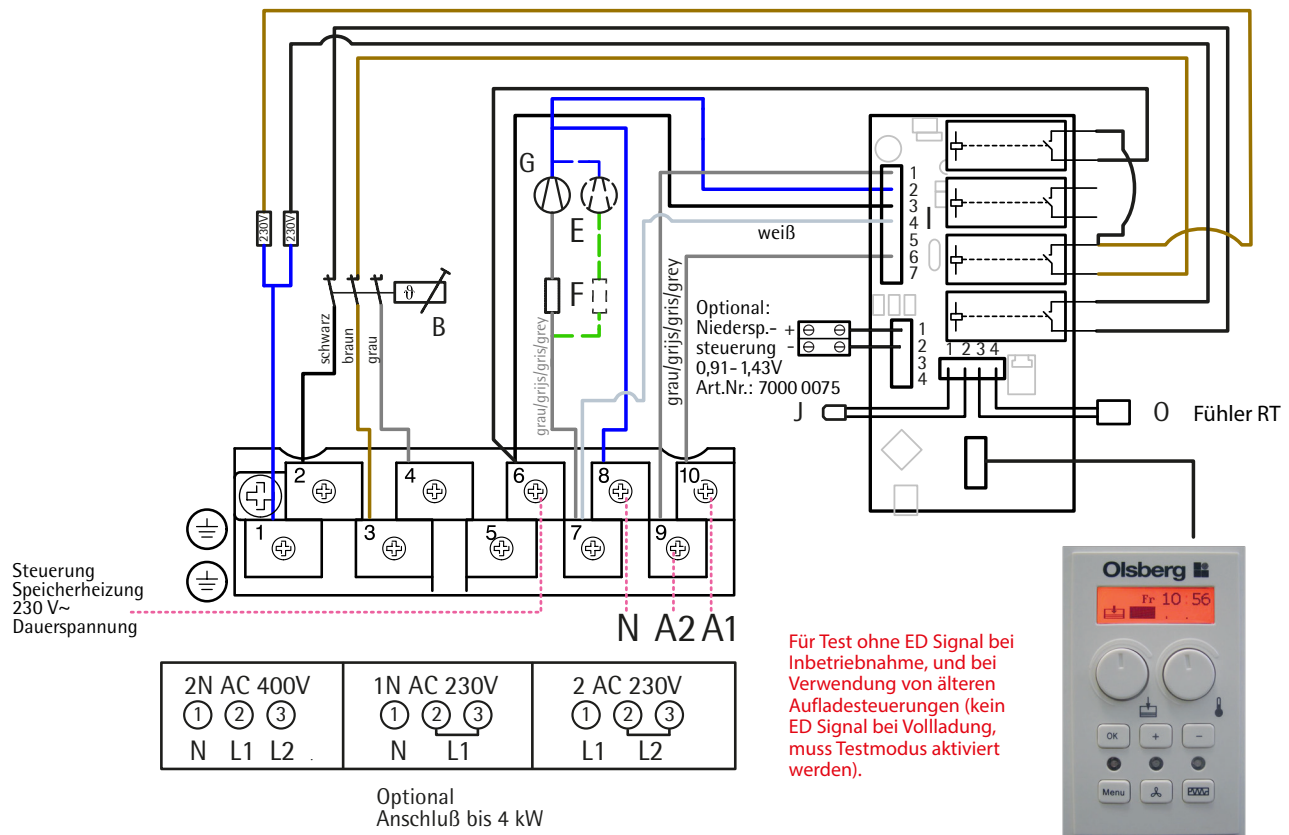 G
E
F
B
230V
230V
schwarz
braun
grau
grau/grijs/gris/grey
grau/grijs/gris/grey
weiß
1
2
3
4
5
6
7
Optional:
Niedersp.-
steuerung
0,91- 1,43V
Art.Nr.: 7000 0075
+
-
1
2
3
4
1 2 3 4
J
O Fühler RT
2 4 6 8 10
1 3 5 7 9
Steuerung
Speicherheizung
230 V~
Dauerspannung
N A2 A1
2N AC 400V
1 2 3
N L1 L2 .
1N AC 230V
1 2 3
N L1
2 AC 230V
1 2 3
L1 L2
Optional
Anschluß bis 4 kW
Für Test ohne ED Signal bei
Inbetriebnahme, und bei
Verwendung von älteren
Aufladesteuerungen (kein
ED Signal bei Vollladung,
muss Testmodus aktiviert
werden).
Olsberg
Fr 10:56
OK + -
Menu